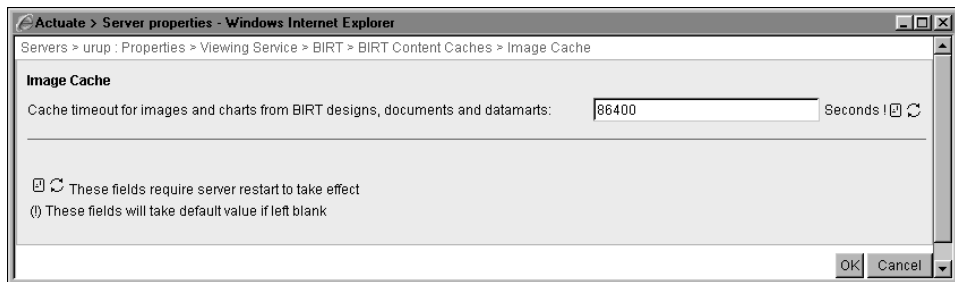 Actuate > Server properties - Windows Internet Explorer
Servers > urup : Properties > Viewing Service > BIRT > BIRT Content Caches > Image Cache
Image Cache
Cache timeout for images and charts from BIRT designs, documents and datamarts: 86400 Seconds !
These fields require server restart to take effect
(!) These fields will take default value if left blank
OK Cancel